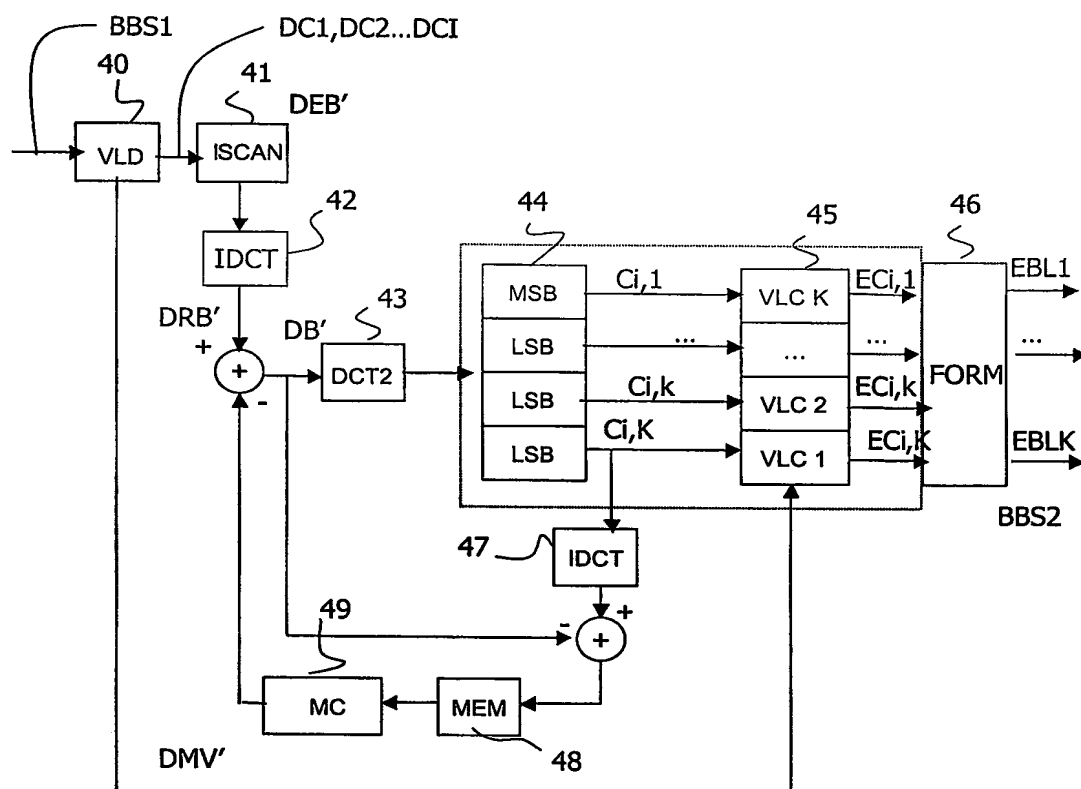 BBS1
DC1,DC2...DCI
40
41
DEB'
VLD
ISCAN
42
44
45
46
IDCT
MSB
Ci,1
VLC K
ECi,1
EBL1
DRB'
DB'
43
+
LSB
...
...
...
...
+
DCT2
FORM
-
LSB
Ci,k
VLC 2
ECi,k
LSB
Ci,K
VLC 1
ECi,K
EBLK
BBS2
47
IDCT
+
49
-
+
MC
MEM
DMV'
48